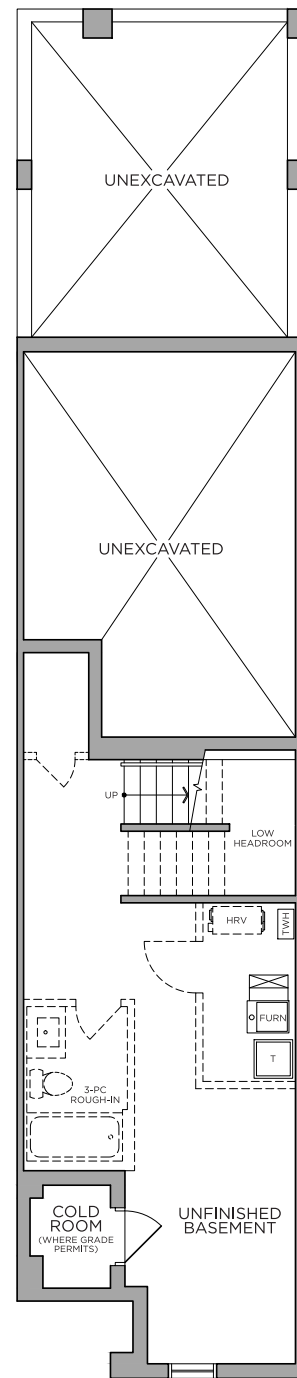 UNEXCAVATED
UNEXCAVATED
UP
LOW
HEADROOM
HRV
TWH
FURN
T
3-PC
ROUGH-IN
COLD
ROOM
(WHERE GRADE
PERMITS)
UNFINISHED
BASEMENT